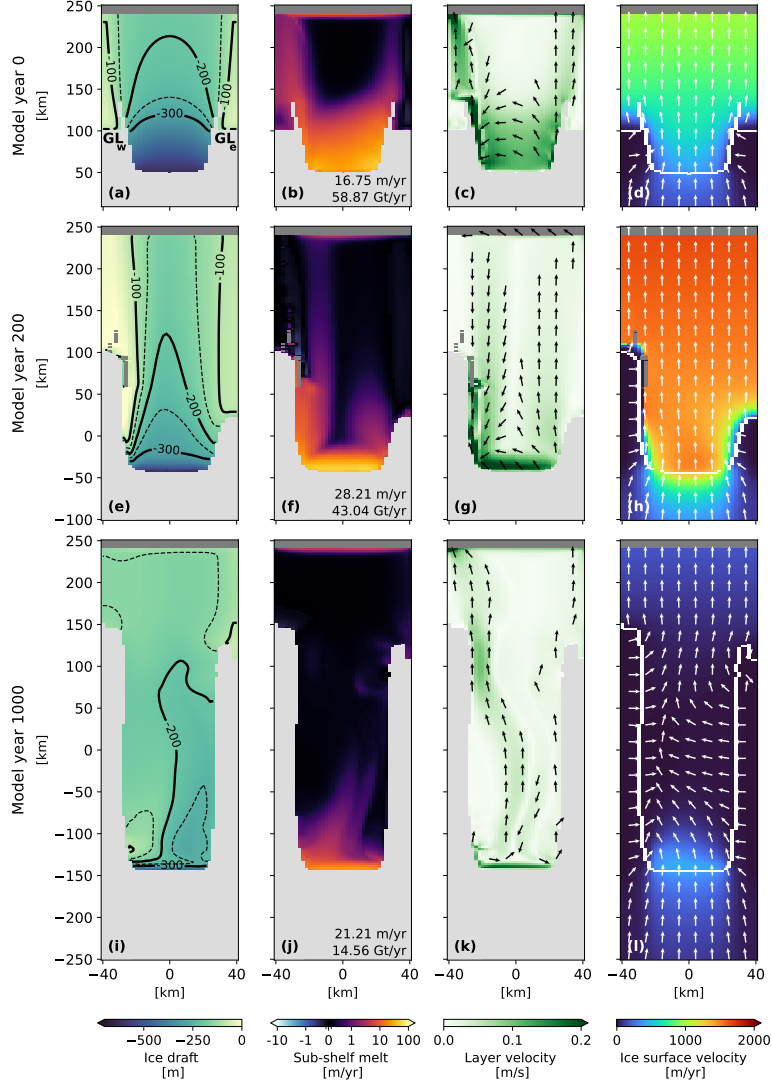 Model year 0
[km]
250
200
150
100
50
-100
-200
-100
-300
GL_w
GL_e
(a)
(b)
16.75 m/yr
58.87 Gt/yr
(c)
(d)
Model year 200
[km]
250
200
150
100
50
0
−50
−100
-100
-100
-200
-300
(e)
(f)
28.21 m/yr
43.04 Gt/yr
(g)
(h)
Model year 1000
[km]
250
200
150
100
50
0
−50
−100
−150
−200
−250
-200
-300
(i)
(j)
21.21 m/yr
14.56 Gt/yr
(k)
(l)
−40 0 40
−40 0 40
−40 0 40
−40 0 40
[km]
[km]
[km]
[km]
−500 −250 0
Ice draft
[m]
-10 -1 0 1 10 100
Sub-shelf melt
[m/yr]
0.0 0.1 0.2
Layer velocity
[m/s]
0 1000 2000
Ice surface velocity
[m/yr]